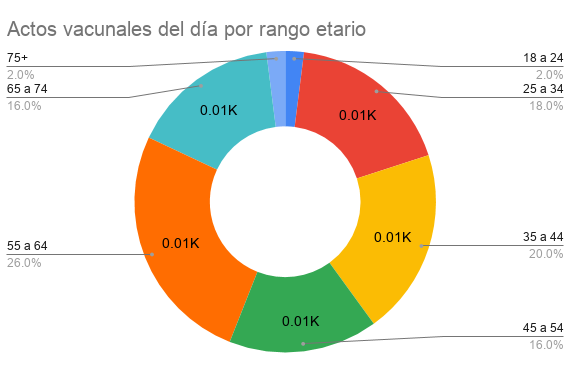 Actos vacunales del día por rango etario
75+
2.0%
65 a 74
16.0%
55 a 64
26.0%
18 a 24
2.0%
25 a 34
18.0%
35 a 44
20.0%
45 a 54
16.0%
0.01K
0.01K
0.01K
0.01K
0.01K